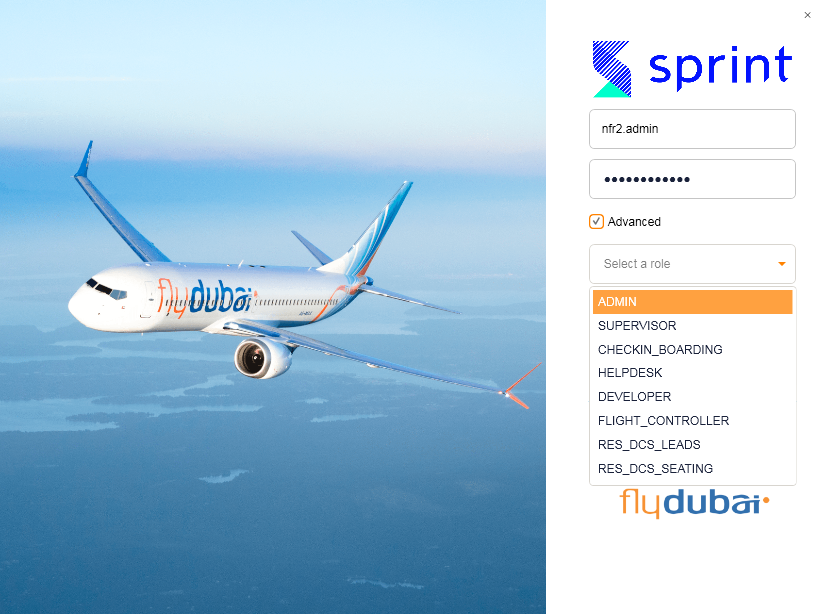 sprint
nfr2.admin
Advanced
Select a role
ADMIN
SUPERVISOR
CHECKIN_BOARDING
HELPDESK
DEVELOPER
FLIGHT_CONTROLLER
RES_DCS_LEADS
RES_DCS_SEATING
flydubai
flydubai